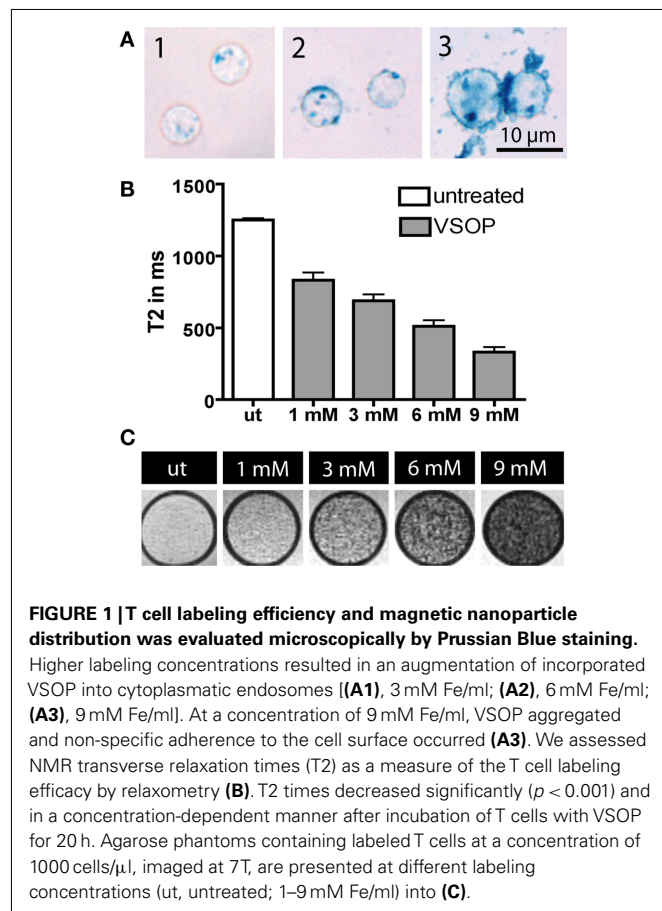 A
1
2
3
10 µm
B
1500
1000
500
0
T2 in ms
untreated
VSOP
ut
1 mM
3 mM
6 mM
9 mM
C
ut
1 mM
3 mM
6 mM
9 mM
FIGURE 1 | T cell labeling efficiency and magnetic nanoparticle
distribution was evaluated microscopically by Prussian Blue staining.
Higher labeling concentrations resulted in an augmentation of incorporated
VSOP into cytoplasmatic endosomes [(A1), 3 mM Fe/ml; (A2), 6 mM Fe/ml;
(A3), 9 mM Fe/ml]. At a concentration of 9 mM Fe/ml, VSOP aggregated
and non-specific adherence to the cell surface occurred (A3). We assessed
NMR transverse relaxation times (T2) as a measure of the T cell labeling
efficacy by relaxometry (B). T2 times decreased significantly (p < 0.001) and
in a concentration-dependent manner after incubation of T cells with VSOP
for 20 h. Agarose phantoms containing labeled T cells at a concentration of
1000 cells/µl, imaged at 7T, are presented at different labeling
concentrations (ut, untreated; 1–9 mM Fe/ml) into (C).